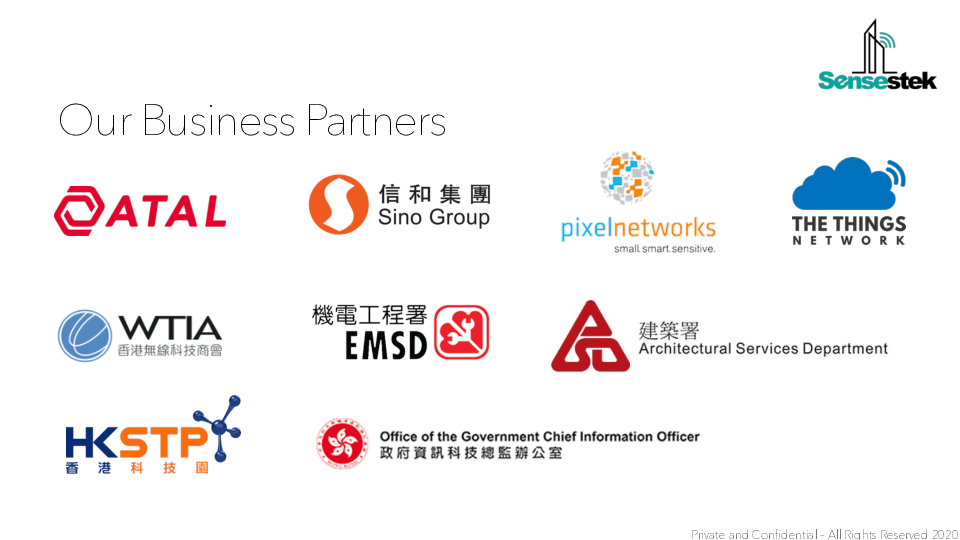 Sensestek
Our Business Partners
ATAL
信和集團
Sino Group
pixelnetworks
small.smart.sensitive.
THE THINGS
NETWORK
WTIA
香港無線科技商會
機電工程署
EMSD
建築署
Architectural Services Department
HKSTP
香港科技園
Office of the Government Chief Information Officer
政府資訊科技總監辦公室
Private and Confidential – All Rights Reserved 2020